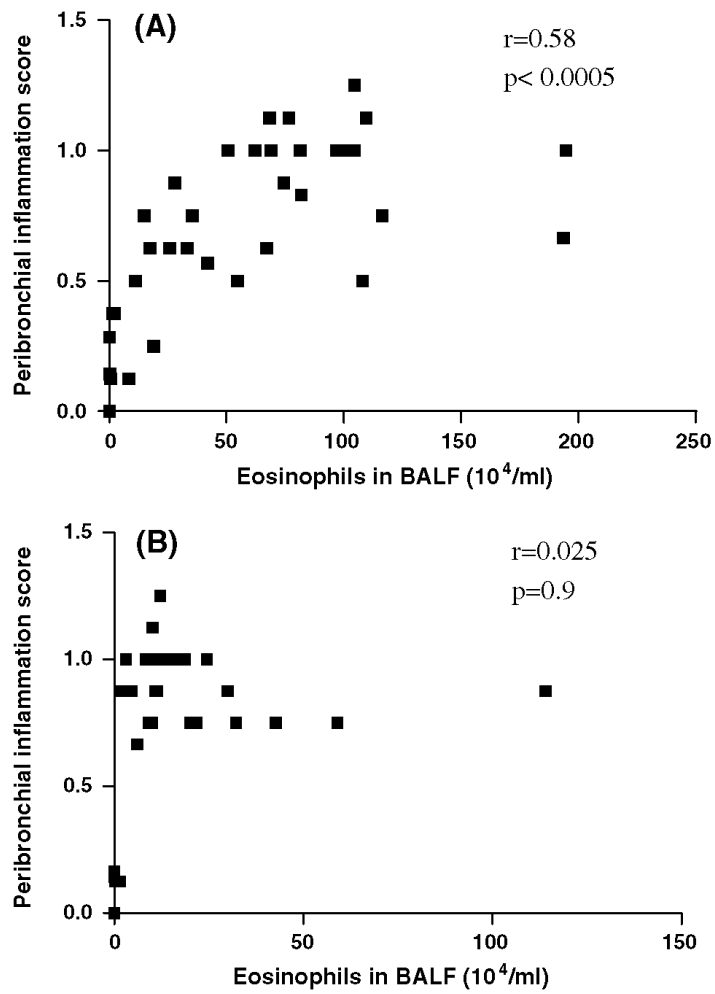 (A)
r=0.58
p< 0.0005
Peribronchial inflammation score
1.5
1.0
0.5
0.0
0 50 100 150 200 250
Eosinophils in BALF (10⁴/ml)
(B)
r=0.025
p=0.9
Peribronchial inflammation score
1.5
1.0
0.5
0.0
0 50 100 150
Eosinophils in BALF (10⁴/ml)